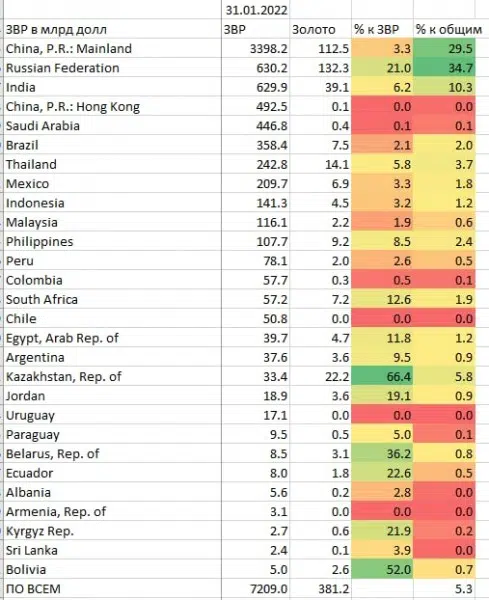 31.01.2022
ЗВР в млрд долл ЗВР Золото % к ЗВР % к общим
China, P.R.: Mainland 3398.2 112.5 3.3 29.5
Russian Federation 630.2 132.3 21.0 34.7
India 629.9 39.1 6.2 10.3
China, P.R.: Hong Kong 492.5 0.1 0.0 0.0
Saudi Arabia 446.8 0.4 0.1 0.1
Brazil 358.4 7.5 2.1 2.0
Thailand 242.8 14.1 5.8 3.7
Mexico 209.7 6.9 3.3 1.8
Indonesia 141.3 4.5 3.2 1.2
Malaysia 116.1 2.2 1.9 0.6
Philippines 107.7 9.2 8.5 2.4
Peru 78.1 2.0 2.6 0.5
Colombia 57.7 0.3 0.5 0.1
South Africa 57.2 7.2 12.6 1.9
Chile 50.8 0.0 0.0 0.0
Egypt, Arab Rep. of 39.7 4.7 11.8 1.2
Argentina 37.6 3.6 9.5 0.9
Kazakhstan, Rep. of 33.4 22.2 66.4 5.8
Jordan 18.9 3.6 19.1 0.9
Uruguay 17.1 0.0 0.0 0.0
Paraguay 9.5 0.5 5.0 0.1
Belarus, Rep. of 8.5 3.1 36.2 0.8
Ecuador 8.0 1.8 22.6 0.5
Albania 5.6 0.2 2.8 0.0
Armenia, Rep. of 3.1 0.0 0.0 0.0
Kyrgyz Rep. 2.7 0.6 21.9 0.2
Sri Lanka 2.4 0.1 3.9 0.0
Bolivia 5.0 2.6 52.0 0.7
ПО ВСЕМ 7209.0 381.2 5.3